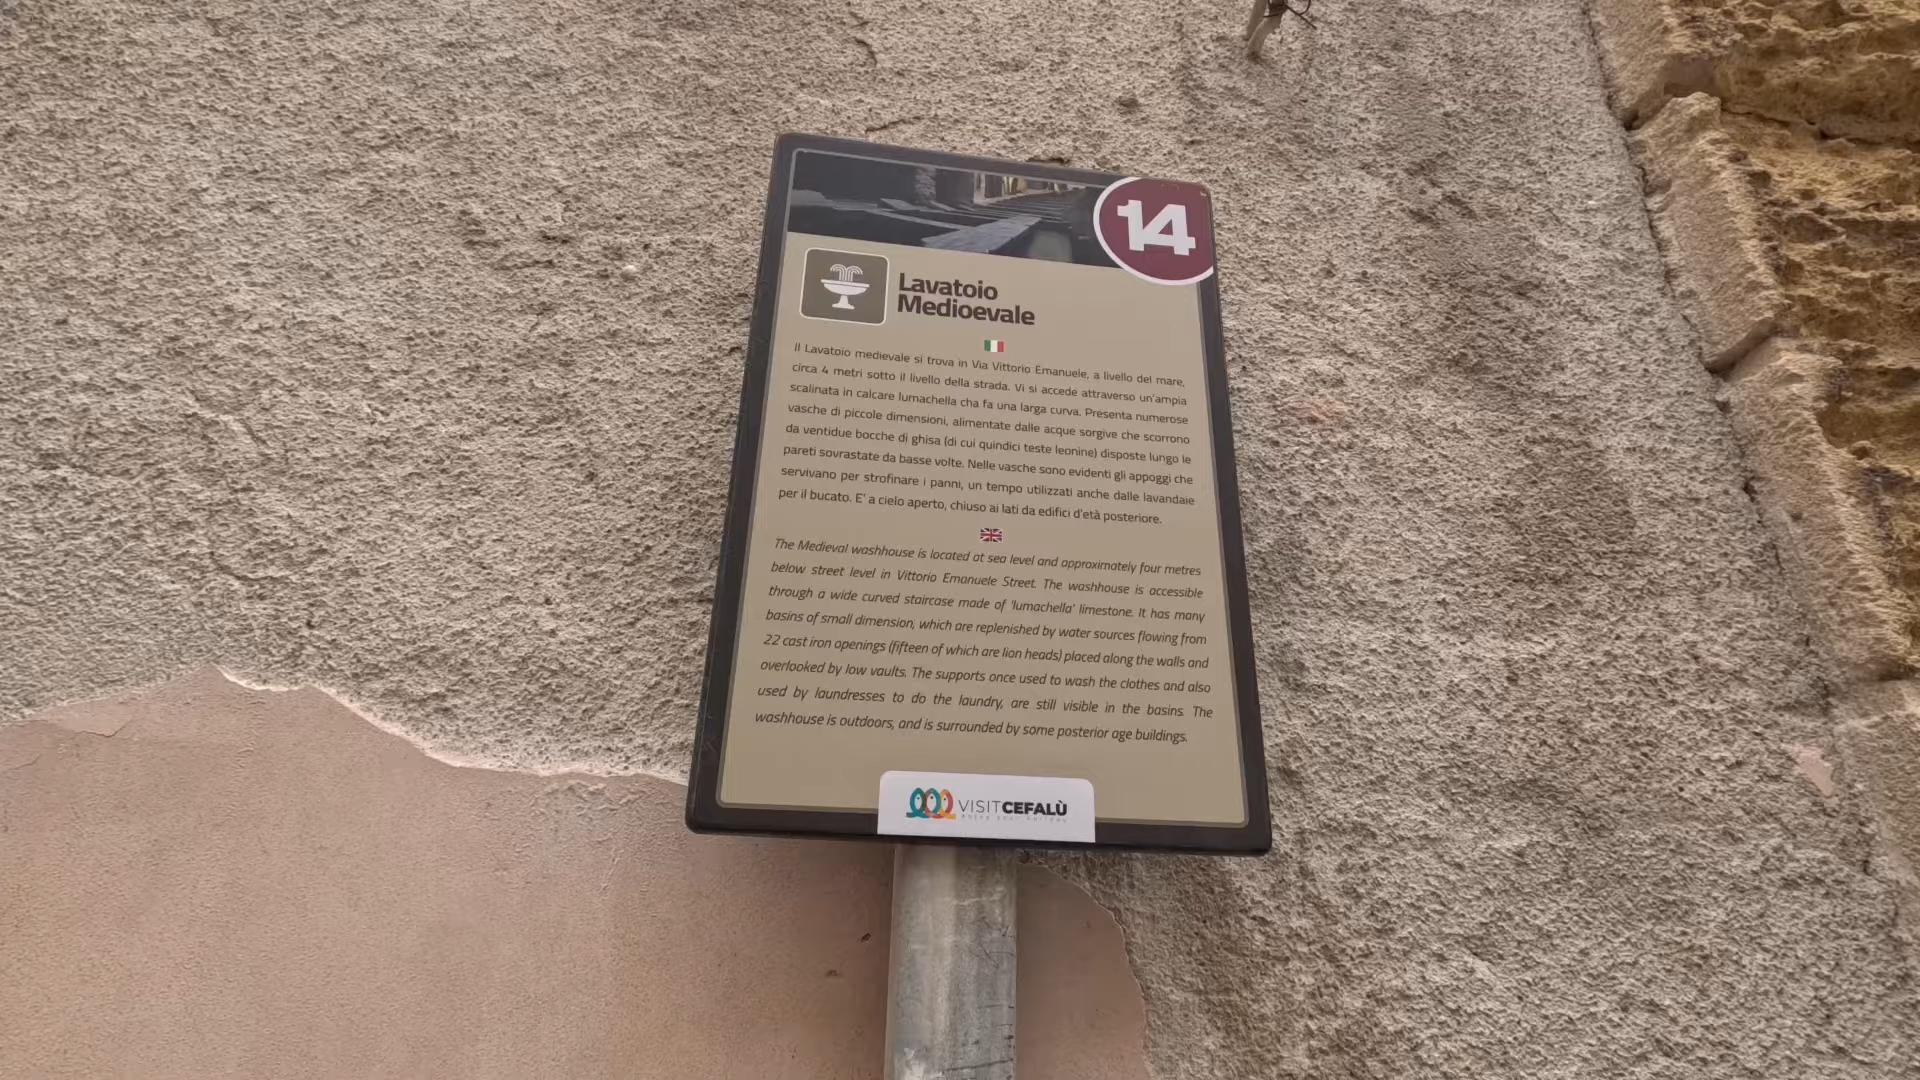 14
Lavatoio
Medioevale
Il Lavatoio medievale si trova in Via Vittorio Emanuele, a livello del mare,
circa 4 metri sotto il livello della strada. Vi si accede attraverso un'ampia
scalinata in calcare lumachella cha fa una larga curva. Presenta numerose
vasche di piccole dimensioni, alimentate dalle acque sorgive che scorrono
da ventidue bocche di ghisa (di cui quindici teste leonine) disposte lungo le
pareti sovrastate da basse volte. Nelle vasche sono evidenti gli appoggi che
servivano per strofinare i panni, un tempo utilizzati anche dalle lavandaie
per il bucato. E' a cielo aperto, chiuso ai lati da edifici d'età posteriore.
The Medieval washhouse is located at sea level and approximately four metres
below street level in Vittorio Emanuele Street. The washhouse is accessible
through a wide curved staircase made of 'lumachella' limestone. It has many
basins of small dimension, which are replenished by water sources flowing from
22 cast iron openings (fifteen of which are lion heads) placed along the walls and
overlooked by low vaults. The supports once used to wash the clothes and also
used by laundresses to do the laundry, are still visible in the basins. The
washhouse is outdoors, and is surrounded by some posterior age buildings.
VISITCEFALÙ